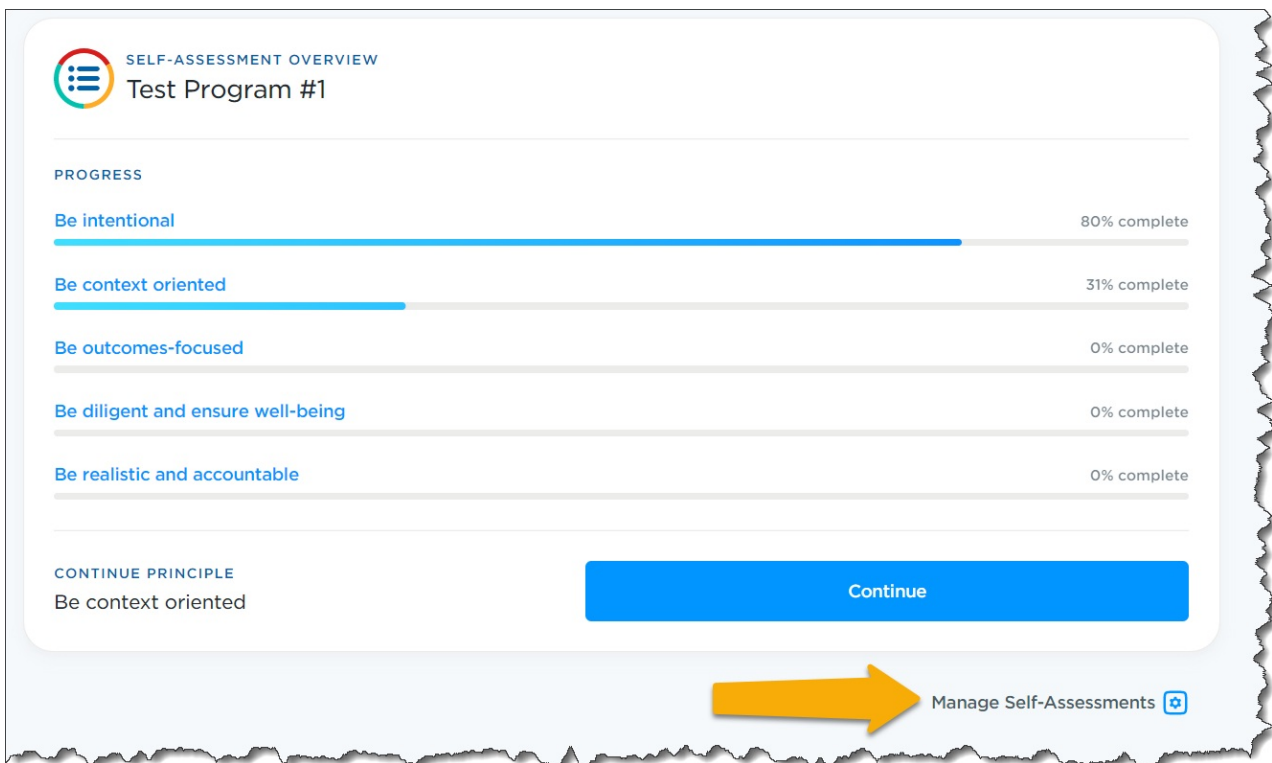 SELF-ASSESSMENT OVERVIEW
Test Program #1
PROGRESS
Be intentional
80% complete
Be context oriented
31% complete
Be outcomes-focused
0% complete
Be diligent and ensure well-being
0% complete
Be realistic and accountable
0% complete
CONTINUE PRINCIPLE
Be context oriented
Continue
Manage Self-Assessments